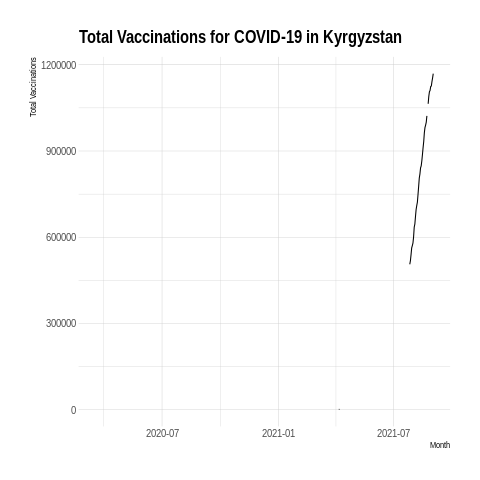 Total Vaccinations for COVID-19 in Kyrgyzstan
Total Vaccinations
1200000
900000
600000
300000
0
2020-07 2021-01 2021-07
Month